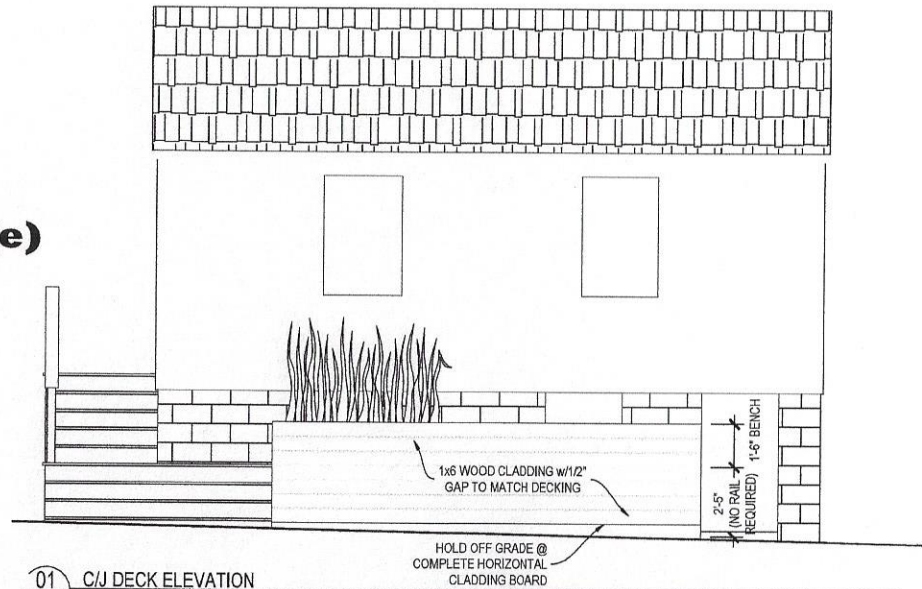 e)
1x6 WOOD CLADDING w/1/2"
GAP TO MATCH DECKING
1'-6" BENCH
2'-5"
(NO RAIL
REQUIRED)
HOLD OFF GRADE @
COMPLETE HORIZONTAL
CLADDING BOARD
01 C/J DECK ELEVATION